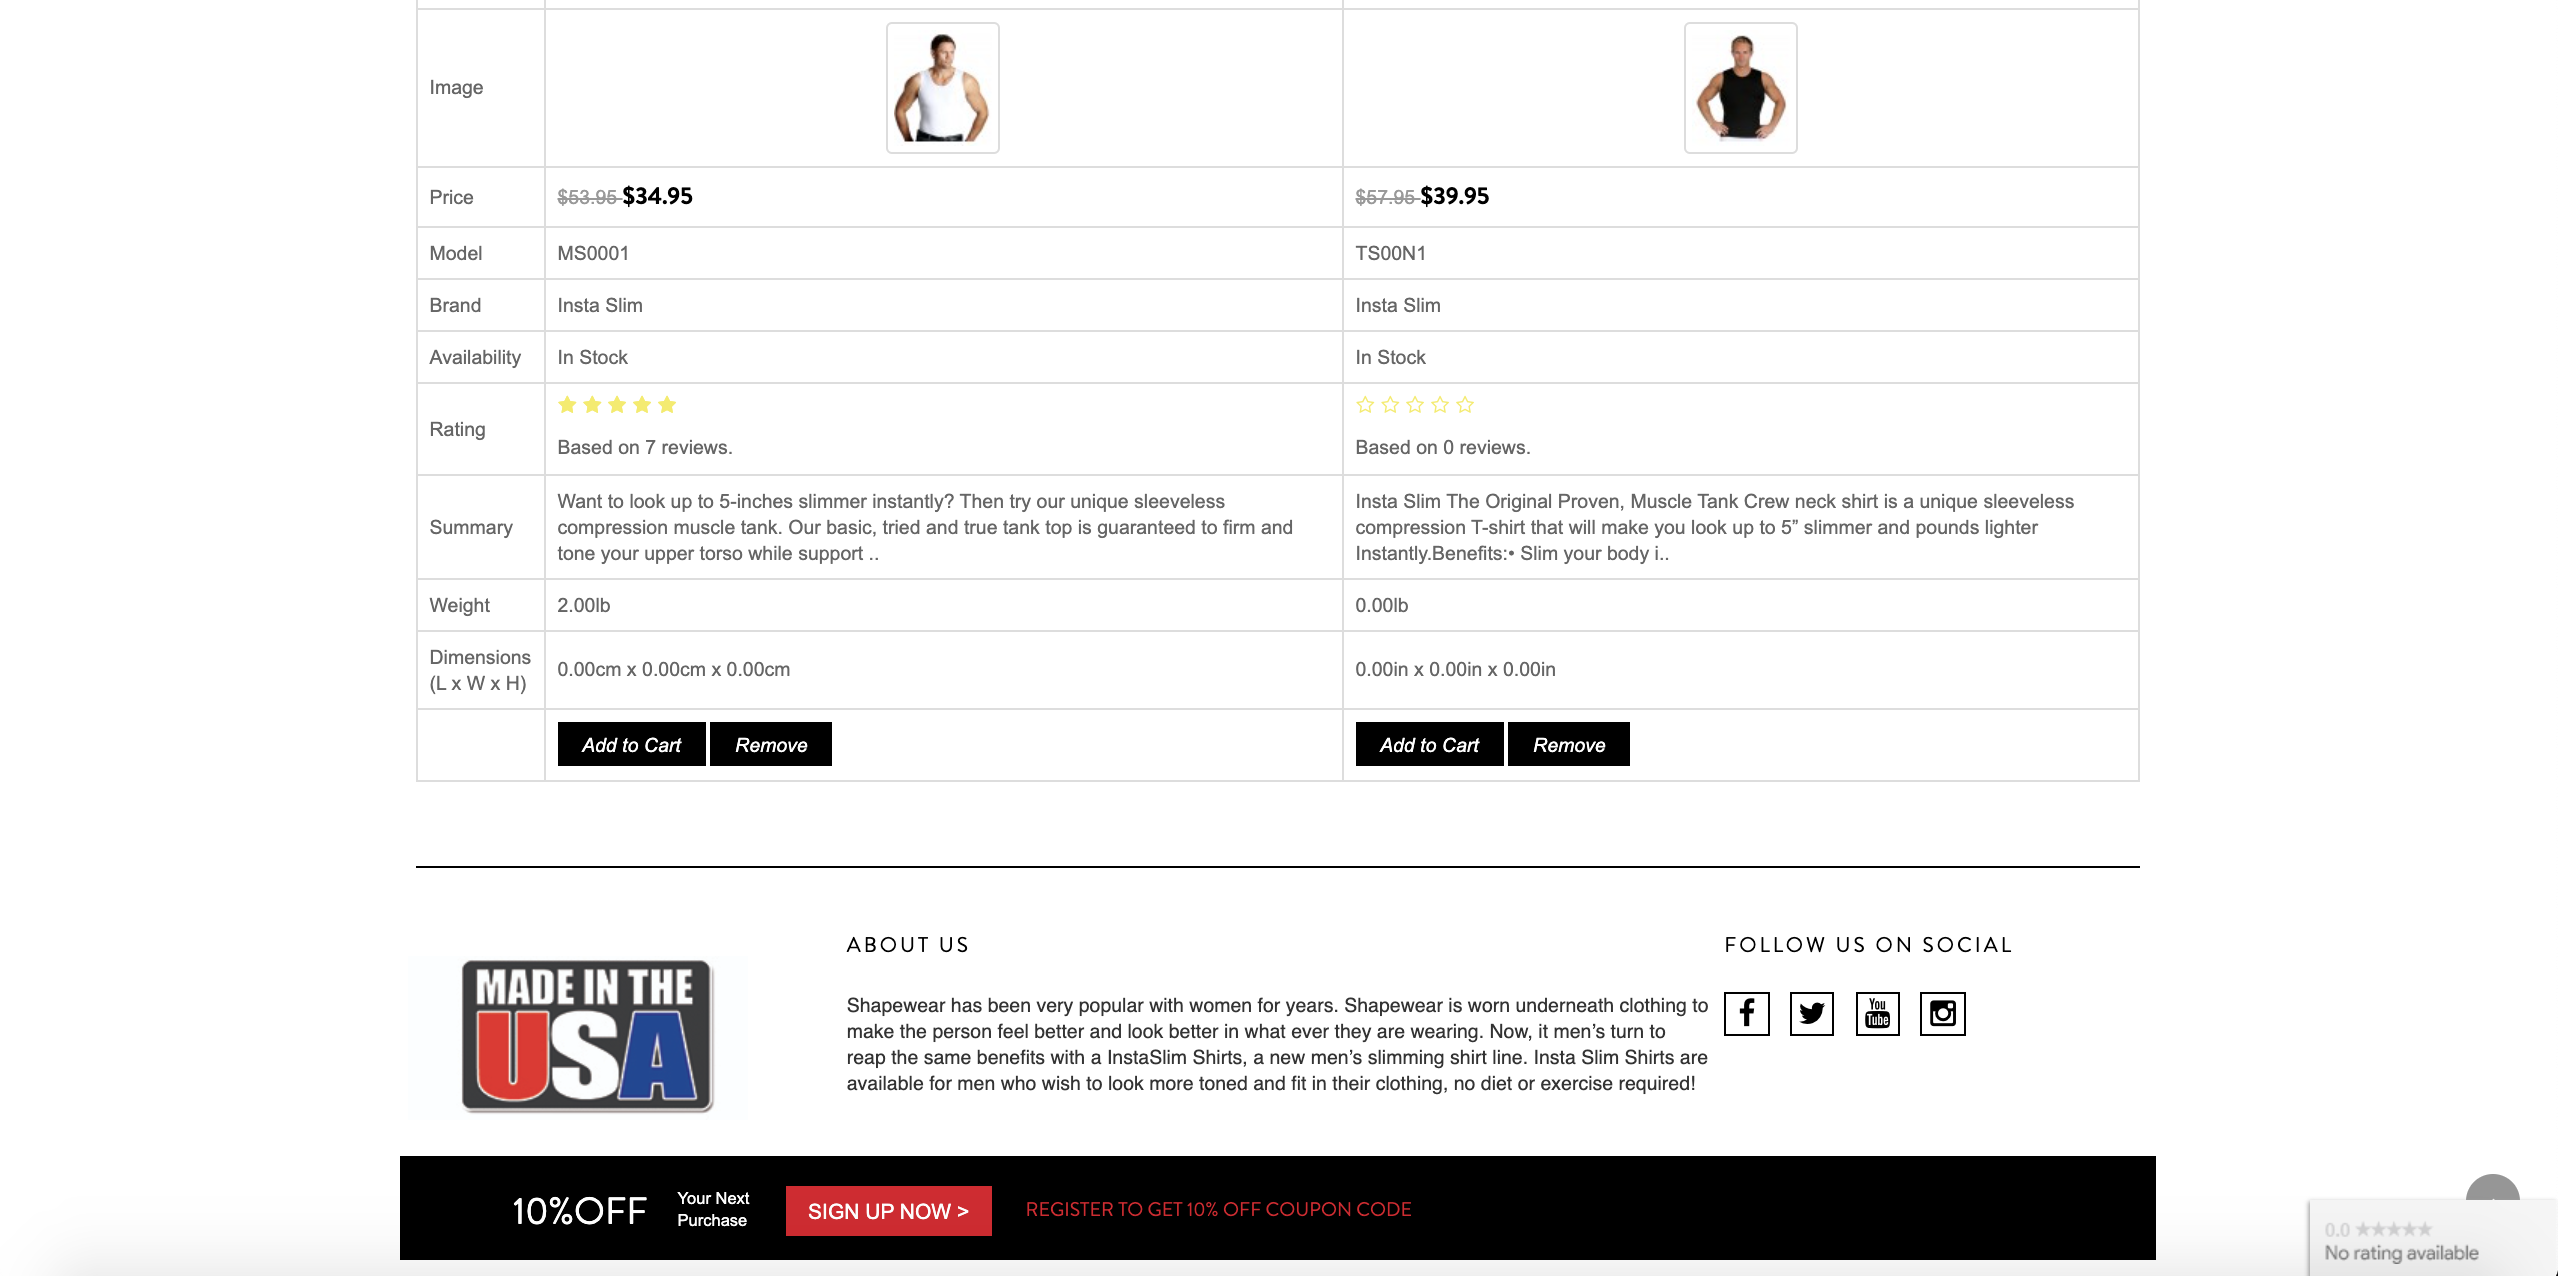 Image
Price
$53.95 $34.95
$57.95 $39.95
Model
MS0001
TS00N1
Brand
Insta Slim
Insta Slim
Availability
In Stock
In Stock
Rating
Based on 7 reviews.
Based on 0 reviews.
Summary
Want to look up to 5-inches slimmer instantly? Then try our unique sleeveless
compression muscle tank. Our basic, tried and true tank top is guaranteed to firm and
tone your upper torso while support ..
Insta Slim The Original Proven, Muscle Tank Crew neck shirt is a unique sleeveless
compression T-shirt that will make you look up to 5” slimmer and pounds lighter
Instantly.Benefits:• Slim your body i..
Weight
2.00lb
0.00lb
Dimensions
(L x W x H)
0.00cm x 0.00cm x 0.00cm
0.00in x 0.00in x 0.00in
Add to Cart
Remove
Add to Cart
Remove
MADE IN THE
USA
ABOUT US
Shapewear has been very popular with women for years. Shapewear is worn underneath clothing to
make the person feel better and look better in what ever they are wearing. Now, it men’s turn to
reap the same benefits with a InstaSlim Shirts, a new men’s slimming shirt line. Insta Slim Shirts are
available for men who wish to look more toned and fit in their clothing, no diet or exercise required!
FOLLOW US ON SOCIAL
You
Tube
10%OFF
Your Next
Purchase
SIGN UP NOW >
REGISTER TO GET 10% OFF COUPON CODE
0.0
No rating available